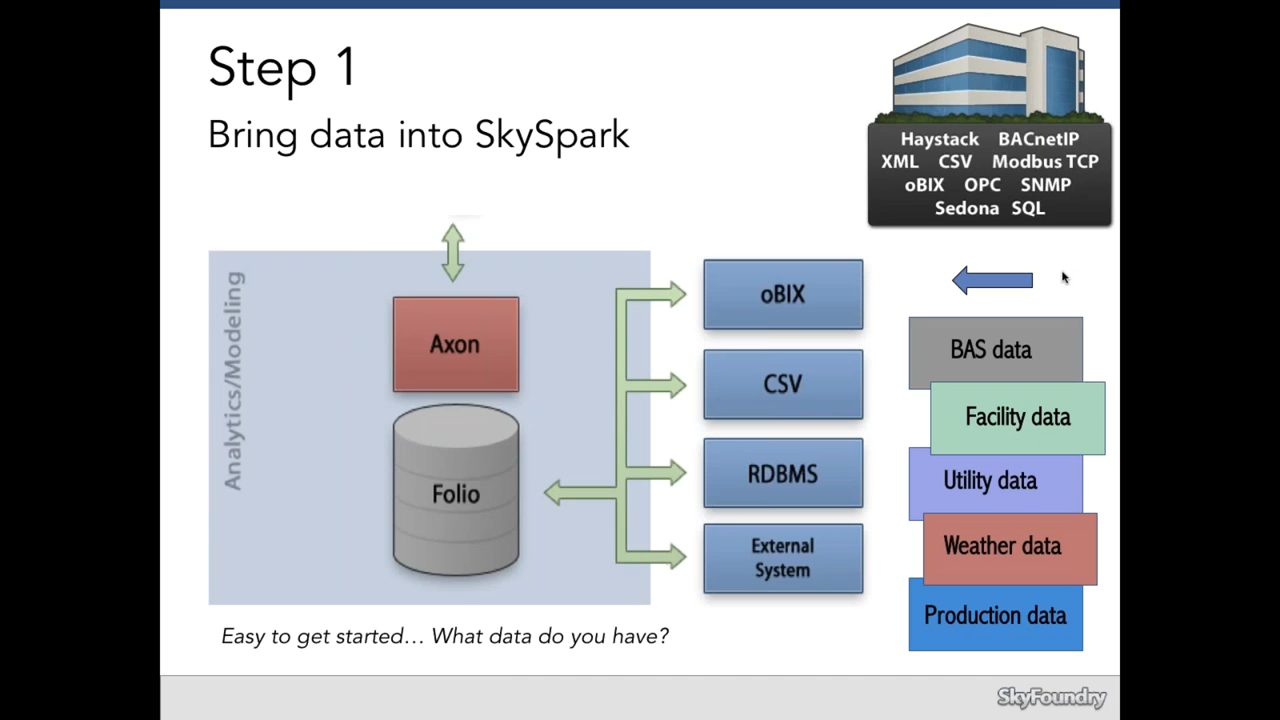 Step 1
Bring data into SkySpark
Haystack BACnetIP
XML CSV Modbus TCP
oBIX OPC SNMP
Sedona SQL
Analytics/Modeling
Axon
Folio
oBIX
CSV
RDBMS
External
System
BAS data
Facility data
Utility data
Weather data
Production data
Easy to get started... What data do you have?
SkyFoundry